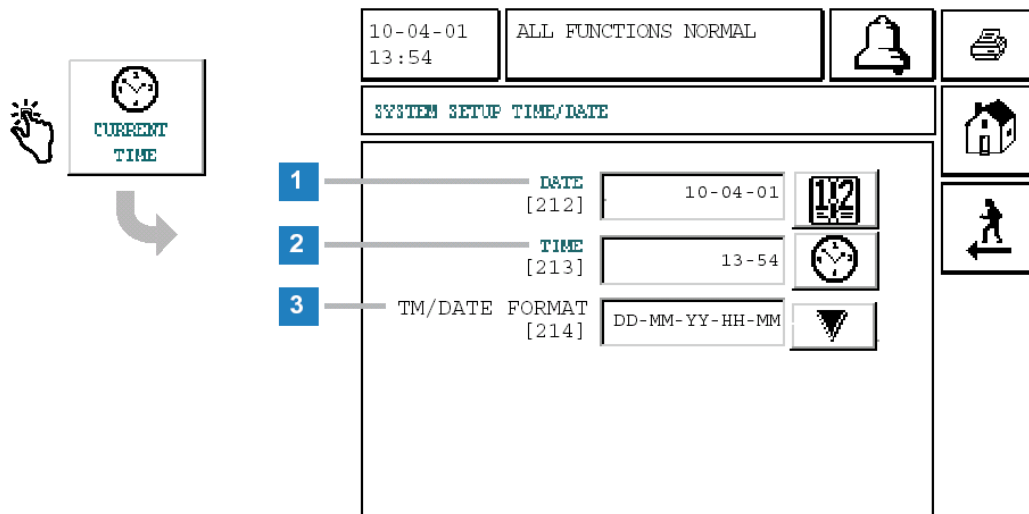 10-04-01
13:54
ALL FUNCTIONS NORMAL
CURRENT
TIME
SYSTEM SETUP TIME/DATE
1
DATE
[212]
10-04-01
12
2
TIME
[213]
13-54
3
TM/DATE FORMAT
[214]
DD-MM-YY-HH-MM